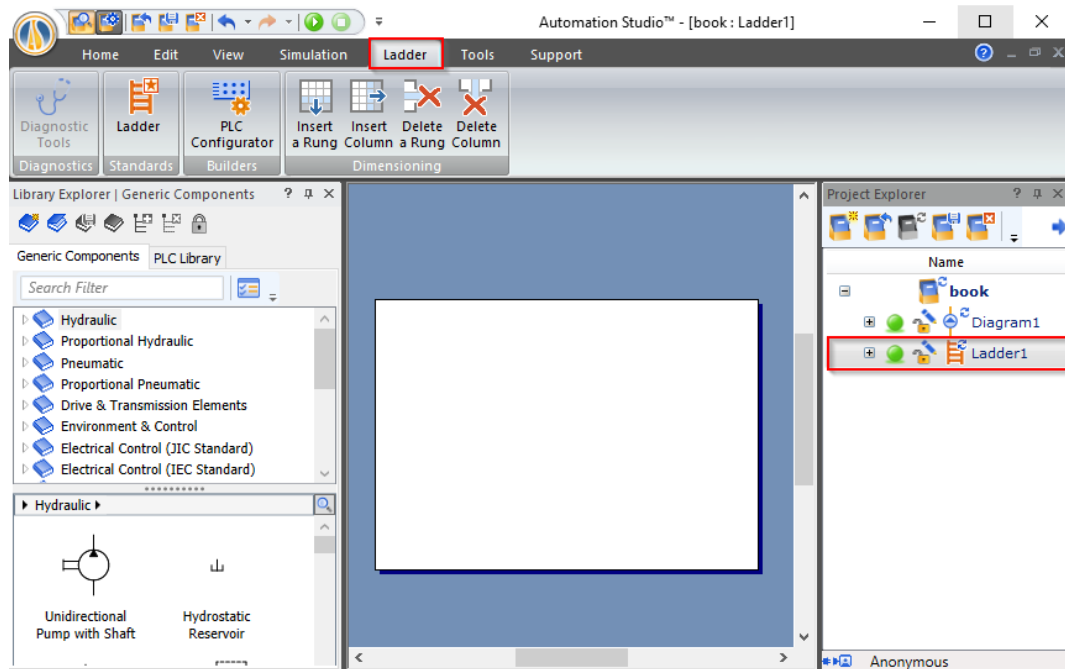 Automation Studio™ - [book : Ladder1]
Home Edit View Simulation Ladder Tools Support
Diagnostic Tools
Ladder
PLC Configurator
Insert a Rung
Insert Column
Delete a Rung
Delete Column
Diagnostics Standards Builders Dimensioning
Library Explorer | Generic Components
Generic Components PLC Library
Search Filter
Hydraulic
Proportional Hydraulic
Pneumatic
Proportional Pneumatic
Drive & Transmission Elements
Environment & Control
Electrical Control (JIC Standard)
Electrical Control (IEC Standard)
Hydraulic
Unidirectional
Pump with Shaft
Hydrostatic
Reservoir
Project Explorer
Name
book
Diagram1
Ladder1
Anonymous